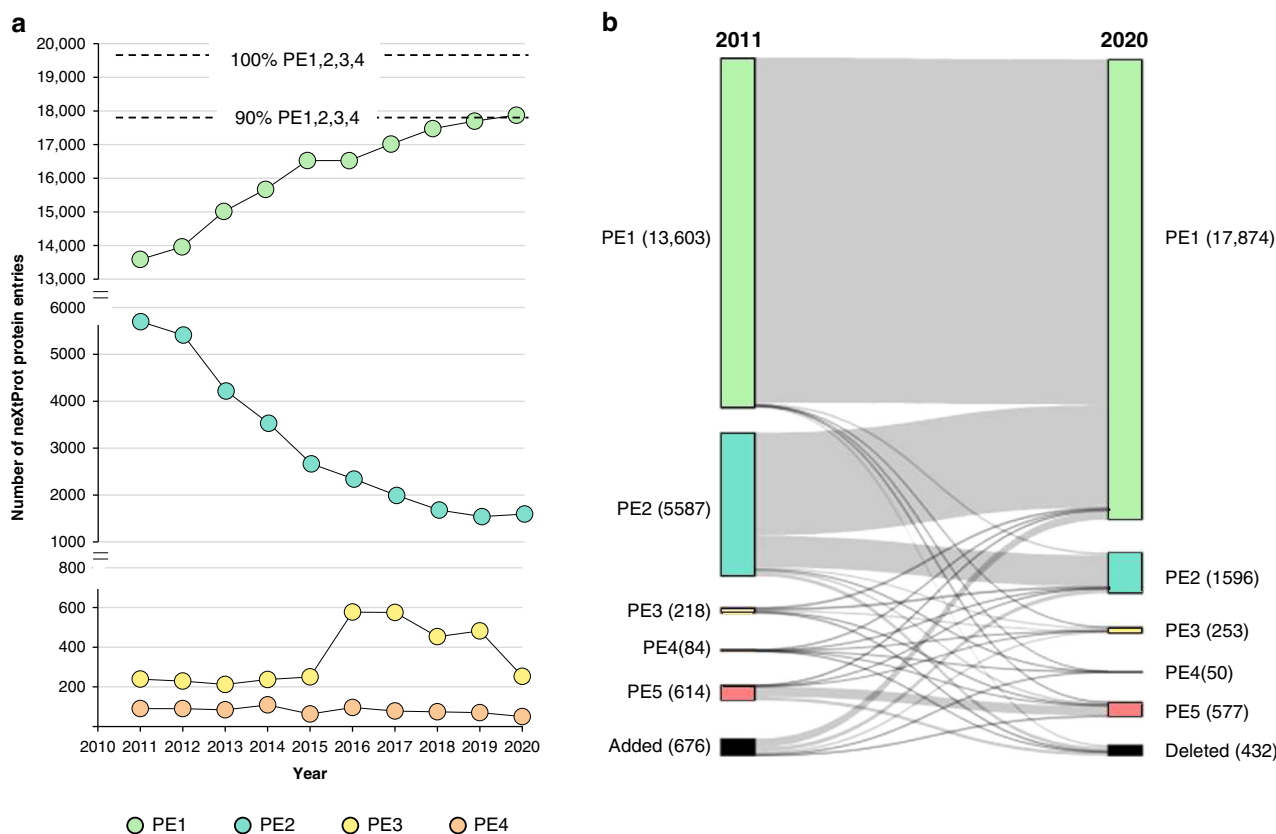 a
Number of neXtProt protein entries
20,000
19,000
18,000
17,000
16,000
15,000
14,000
13,000
6000
5000
4000
3000
2000
1000
800
600
400
200
100% PE1,2,3,4
90% PE1,2,3,4
2010 2011 2012 2013 2014 2015 2016 2017 2018 2019 2020
Year
PE1 PE2 PE3 PE4
b
2011 2020
PE1 (13,603)
PE2 (5587)
PE3 (218)
PE4(84)
PE5 (614)
Added (676)
PE1 (17,874)
PE2 (1596)
PE3 (253)
PE4(50)
PE5 (577)
Deleted (432)